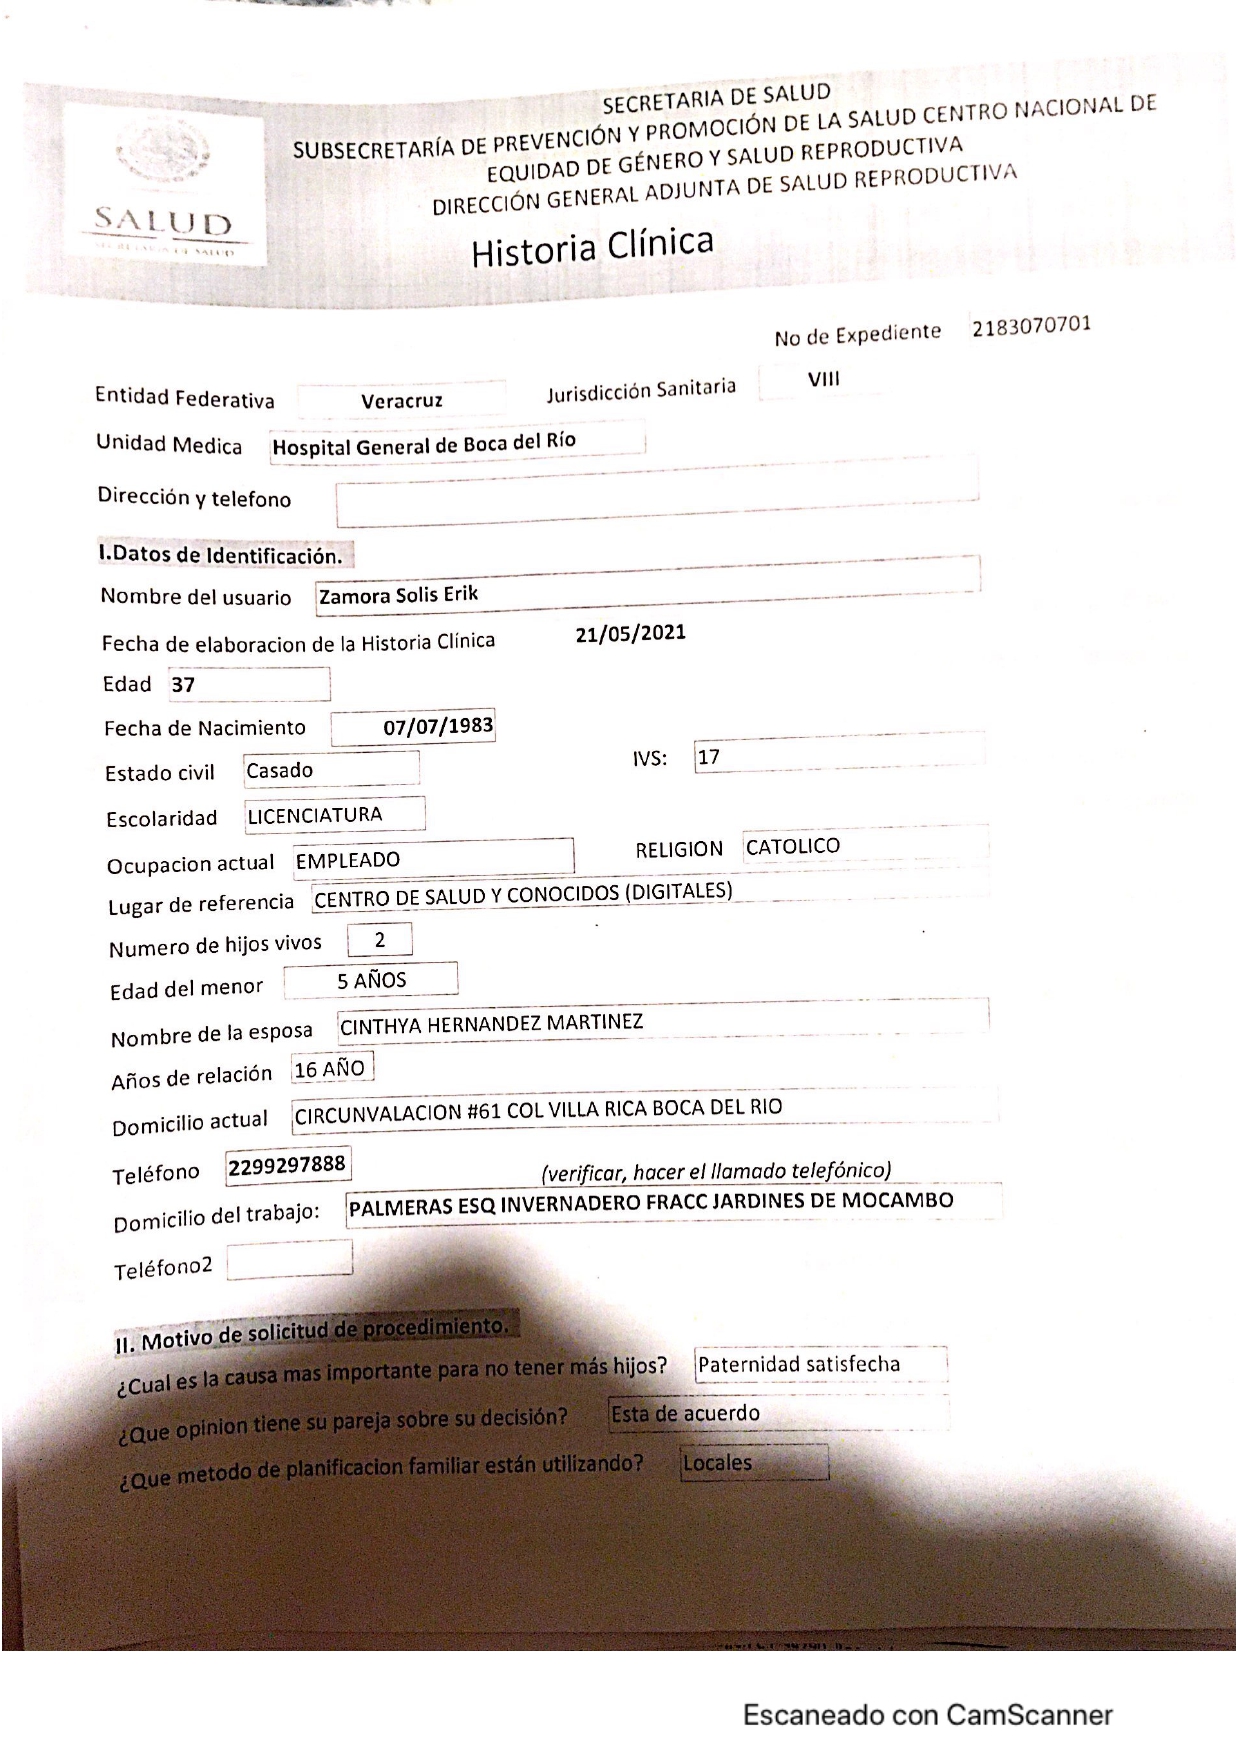 SECRETARIA DE SALUD
SUBSECRETARÍA DE PREVENCIÓN Y PROMOCIÓN DE LA SALUD CENTRO NACIONAL DE
EQUIDAD DE GÉNERO Y SALUD REPRODUCTIVA
DIRECCIÓN GENERAL ADJUNTA DE SALUD REPRODUCTIVA
SALUD
SECRETARÍA DE SALUD
Historia Clínica
No de Expediente 2183070701
Entidad Federativa Veracruz Jurisdicción Sanitaria VIII
Unidad Medica Hospital General de Boca del Río
Dirección y telefono
I.Datos de Identificación.
Nombre del usuario Zamora Solis Erik
Fecha de elaboracion de la Historia Clínica 21/05/2021
Edad 37
Fecha de Nacimiento 07/07/1983
Estado civil Casado IVS: 17
Escolaridad LICENCIATURA
Ocupacion actual EMPLEADO RELIGION CATOLICO
Lugar de referencia CENTRO DE SALUD Y CONOCIDOS (DIGITALES)
Numero de hijos vivos 2
Edad del menor 5 AÑOS
Nombre de la esposa CINTHYA HERNANDEZ MARTINEZ
Años de relación 16 AÑO
Domicilio actual CIRCUNVALACION #61 COL VILLA RICA BOCA DEL RIO
Teléfono 2299297888 (verificar, hacer el llamado telefónico)
Domicilio del trabajo: PALMERAS ESQ INVERNADERO FRACC JARDINES DE MOCAMBO
Teléfono2
II. Motivo de solicitud de procedimiento.
¿Cual es la causa mas importante para no tener más hijos? Paternidad satisfecha
¿Que opinion tiene su pareja sobre su decisión? Esta de acuerdo
¿Que metodo de planificacion familiar están utilizando? Locales
Escaneado con CamScanner